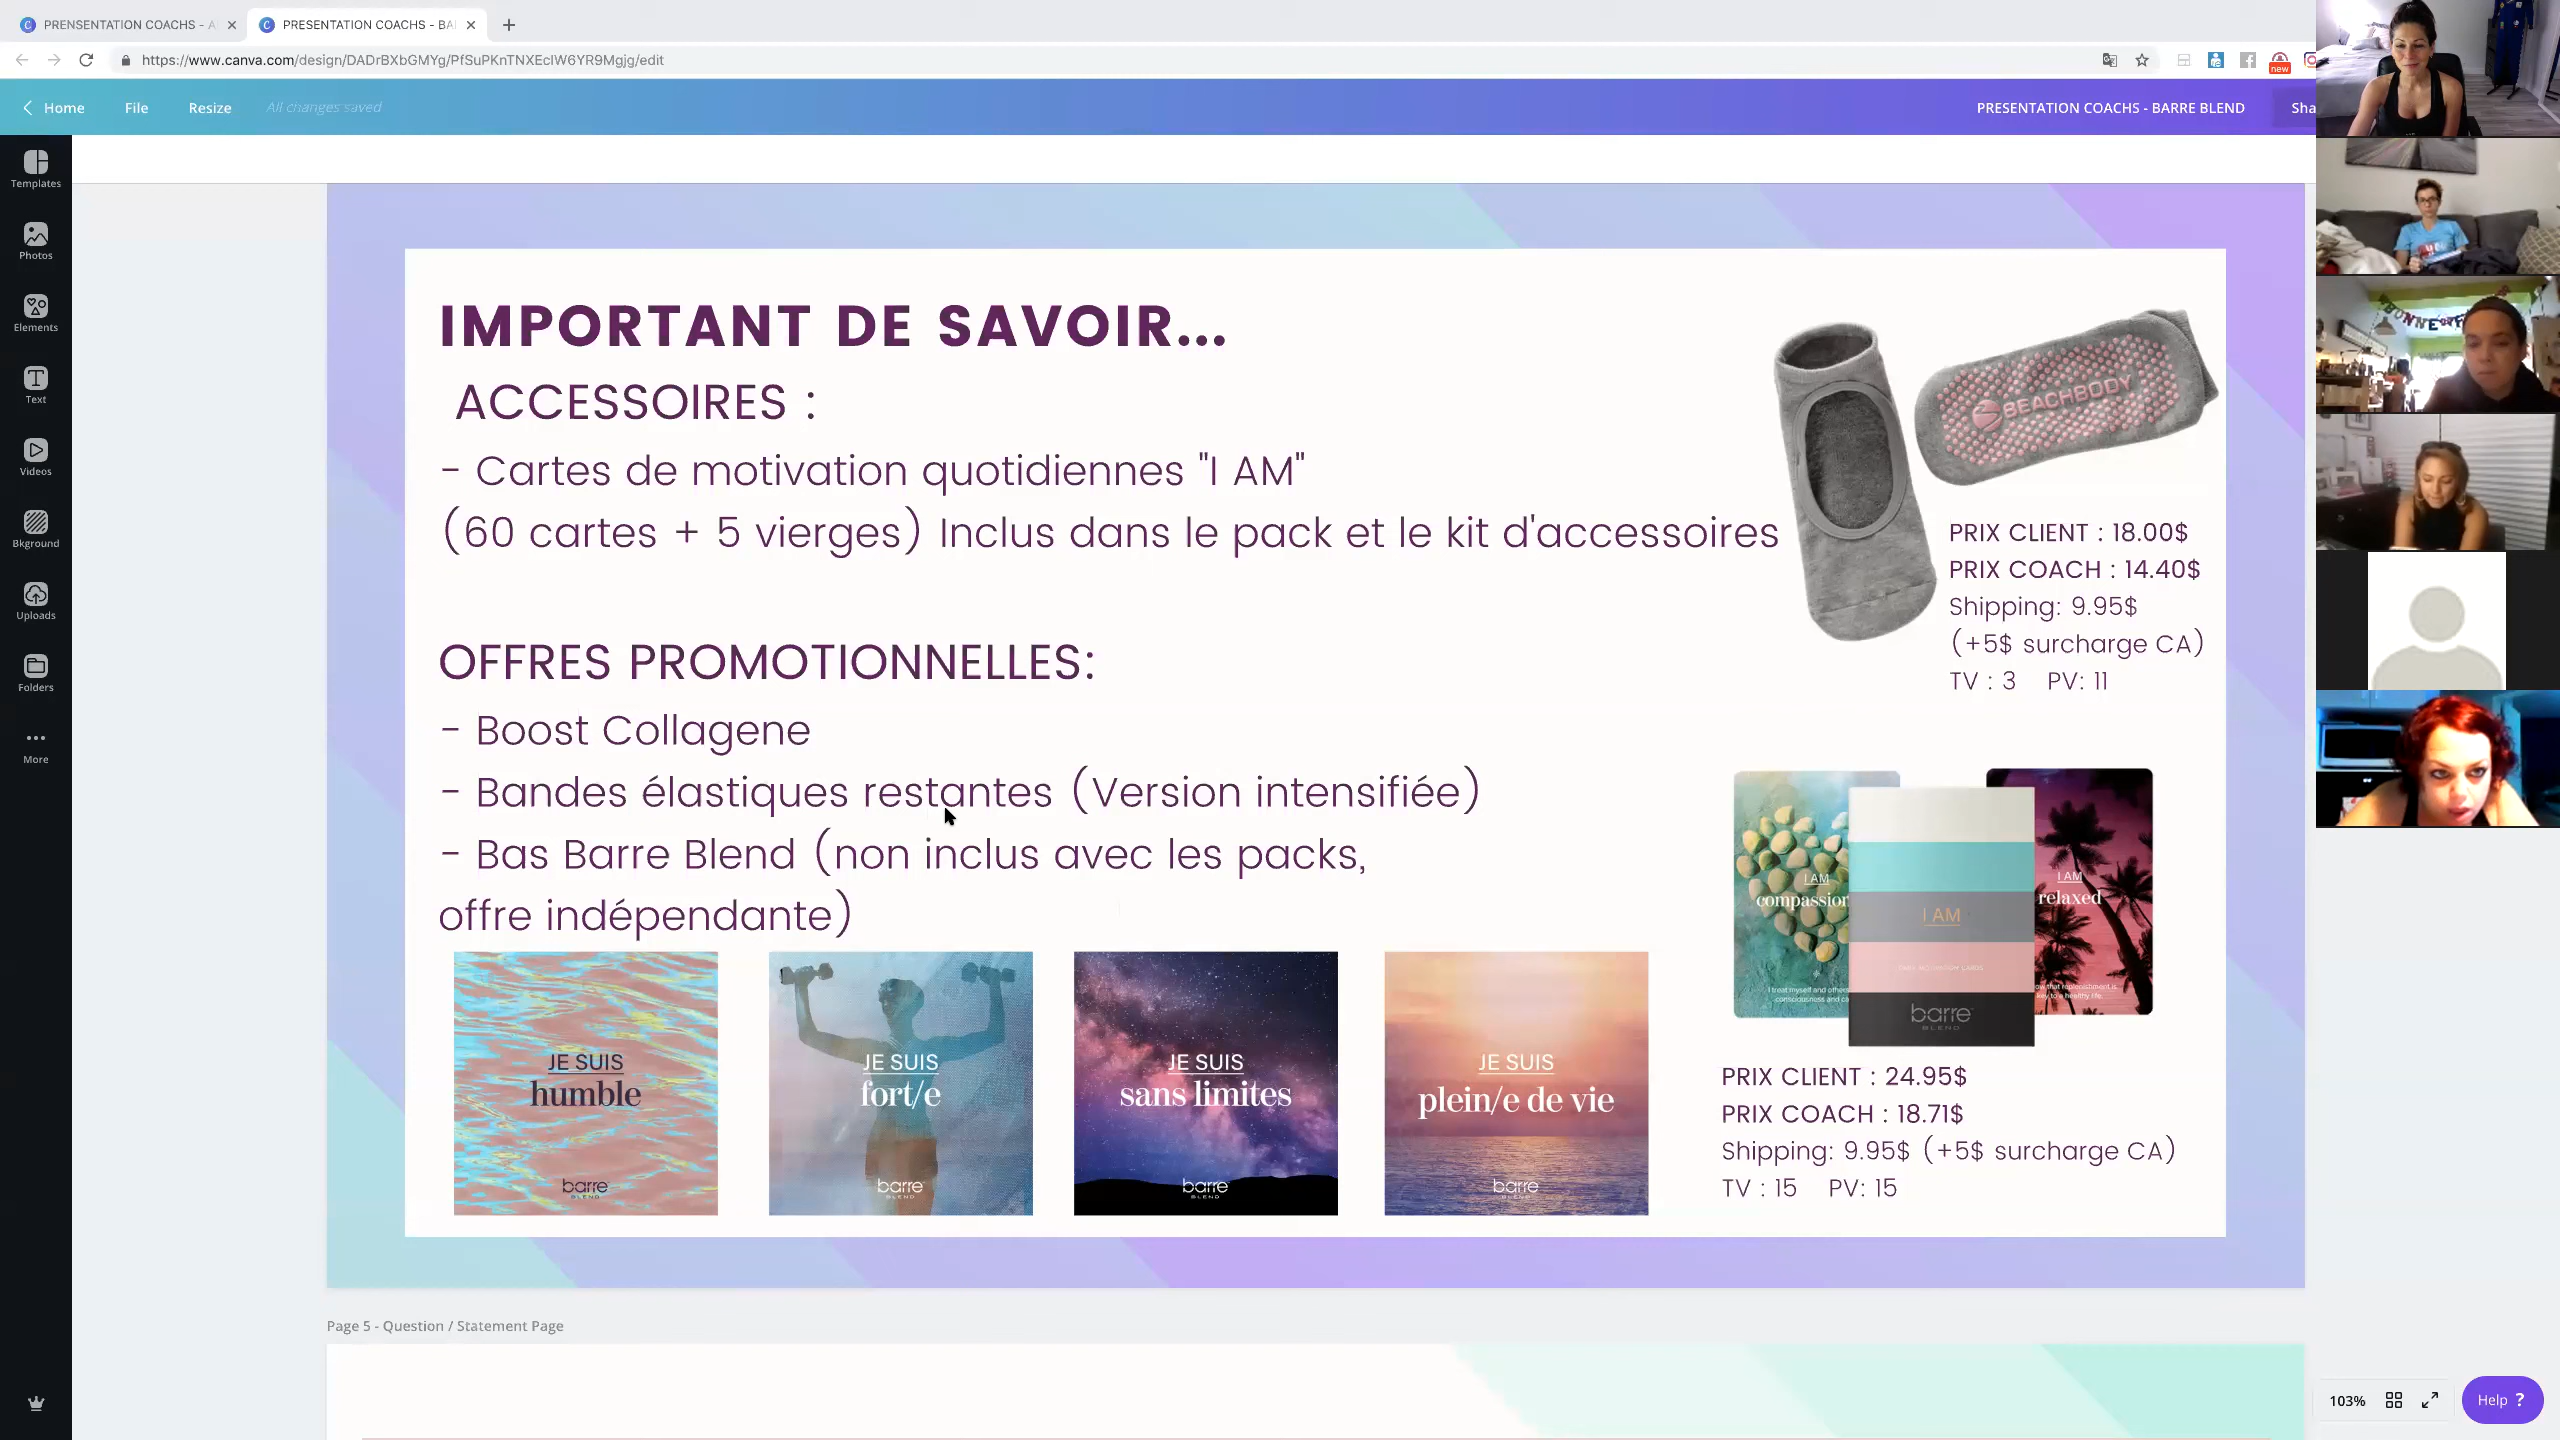 PRENSENTATION COACHS - A
PRESENTATION COACHS - BA
https://www.canva.com/design/DADrBXbGMYg/PfSuPKnTNXEcIW6YR9Mgjg/edit
new
Home
File
Resize
All changes saved
PRESENTATION COACHS - BARRE BLEND
Sha
Templates
Photos
Elements
Text
Videos
Bkground
Uploads
Folders
More
IMPORTANT DE SAVOIR...
ACCESSOIRES :
- Cartes de motivation quotidiennes "I AM"
(60 cartes + 5 vierges) Inclus dans le pack et le kit d'accessoires
OFFRES PROMOTIONNELLES:
- Boost Collagene
- Bandes élastiques restantes (Version intensifiée)
- Bas Barre Blend (non inclus avec les packs,
offre indépendante)
BEACHBODY
PRIX CLIENT : 18.00$
PRIX COACH : 14.40$
Shipping: 9.95$
(+5$ surcharge CA)
TV : 3 PV: 11
I AM
compassion
I AM
I AM
relaxed
barre
BLEND
PRIX CLIENT : 24.95$
PRIX COACH : 18.71$
Shipping: 9.95$ (+5$ surcharge CA)
TV : 15 PV: 15
JE SUIS
humble
barre
BLEND
JE SUIS
fort/e
barre
BLEND
JE SUIS
sans limites
barre
BLEND
JE SUIS
plein/e de vie
barre
BLEND
Page 5 - Question / Statement Page
103%
Help ?